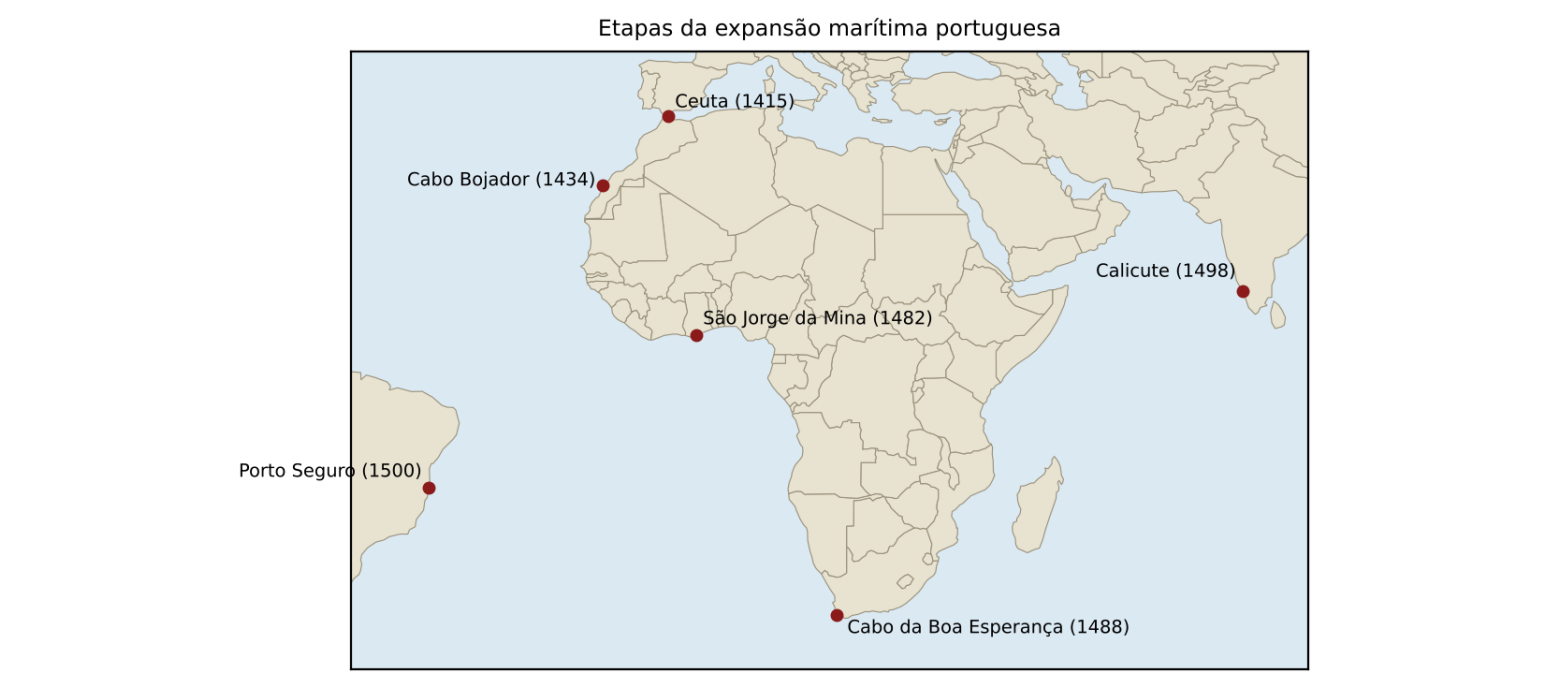 Etapas da expansão marítima portuguesa
Ceuta (1415)
Cabo Bojador (1434)
Calicute (1498)
São Jorge da Mina (1482)
Porto Seguro (1500)
Cabo da Boa Esperança (1488)